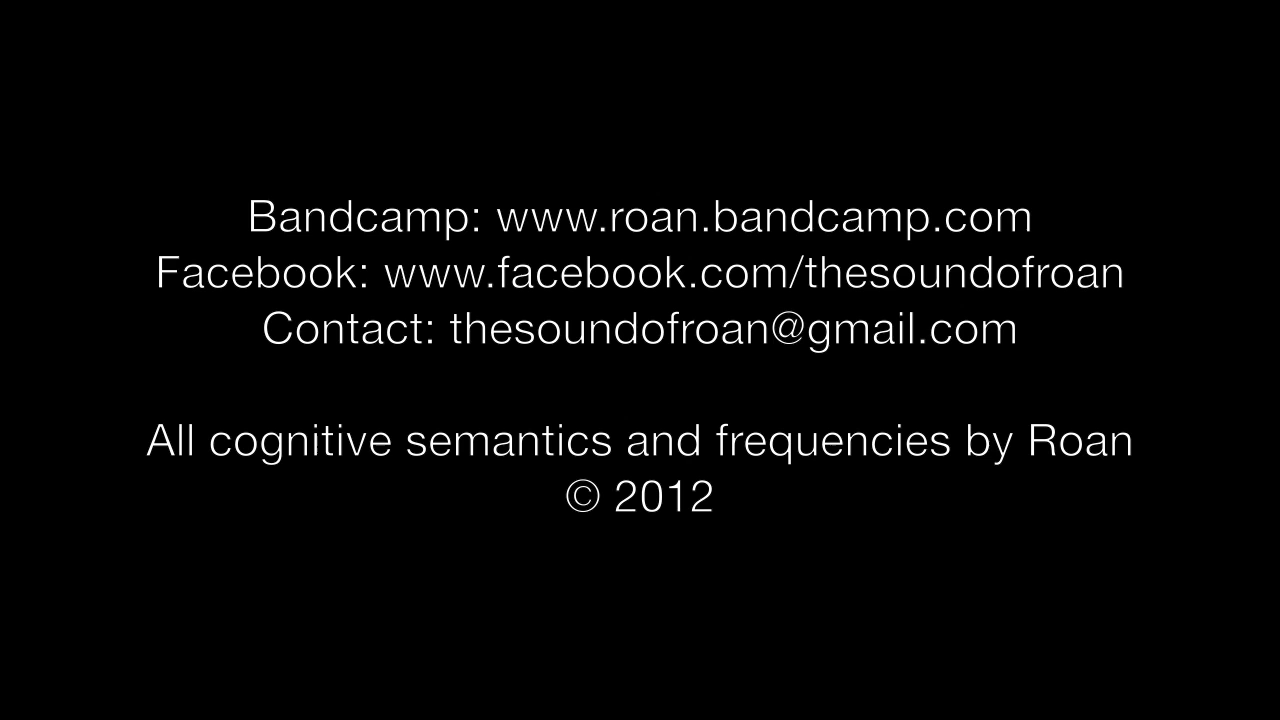 Bandcamp: www.roan.bandcamp.com
Facebook: www.facebook.com/thesoundofroan
Contact: thesoundofroan@gmail.com
All cognitive semantics and frequencies by Roan
© 2012